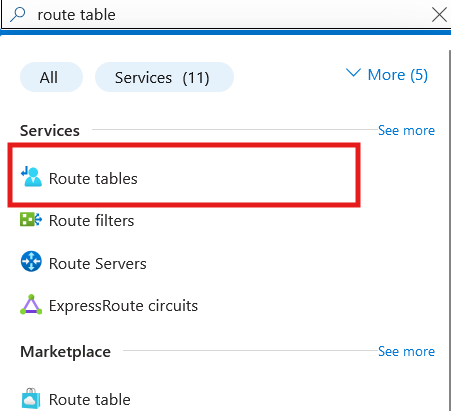 route table
All
Services (11)
More (5)
Services
See more
Route tables
Route filters
Route Servers
ExpressRoute circuits
Marketplace
See more
Route table